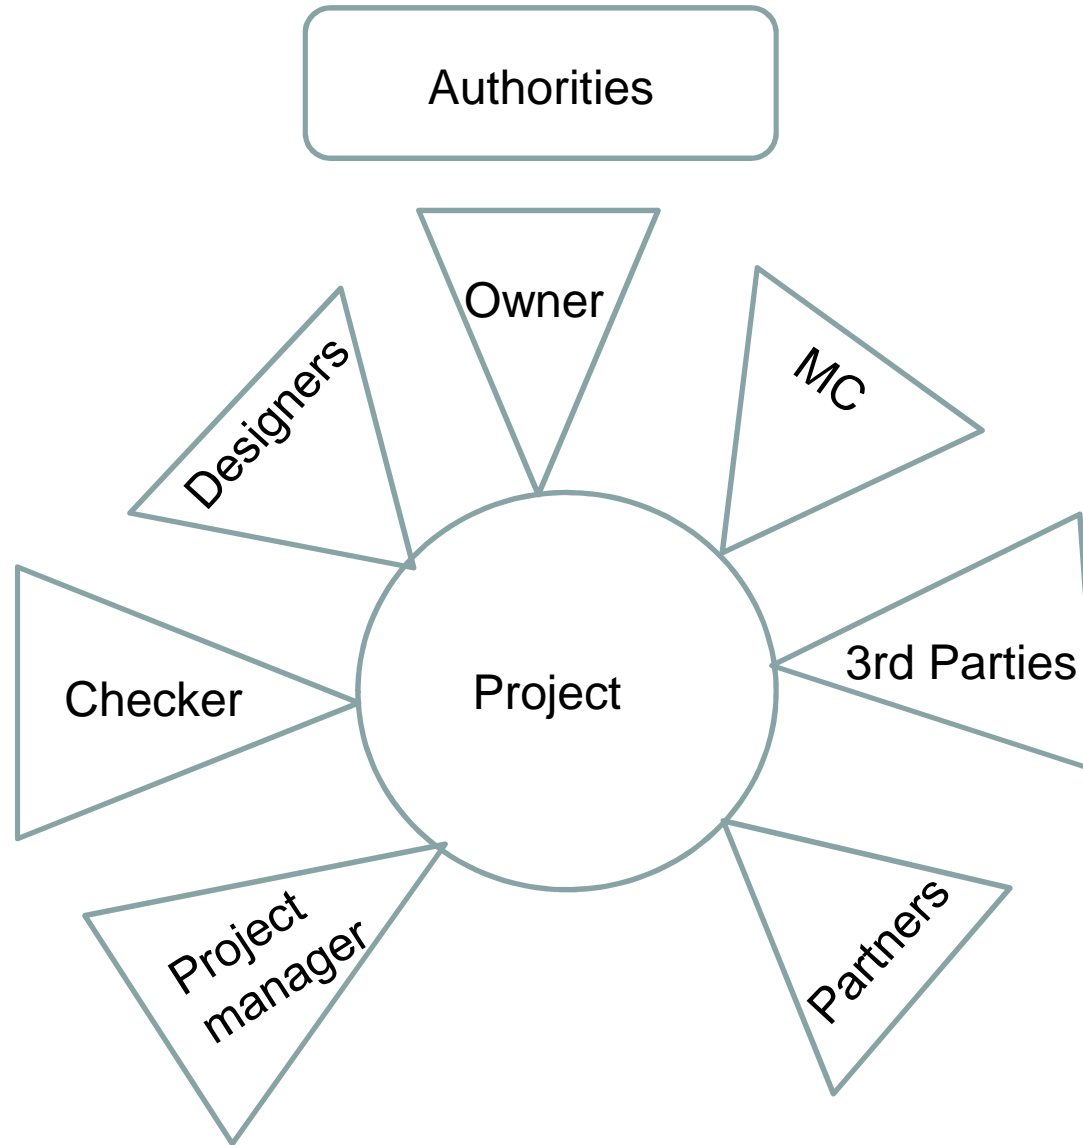 Authorities
Owner
MC
Designers
3rd Parties
Checker
Project
Project
manager
Partners